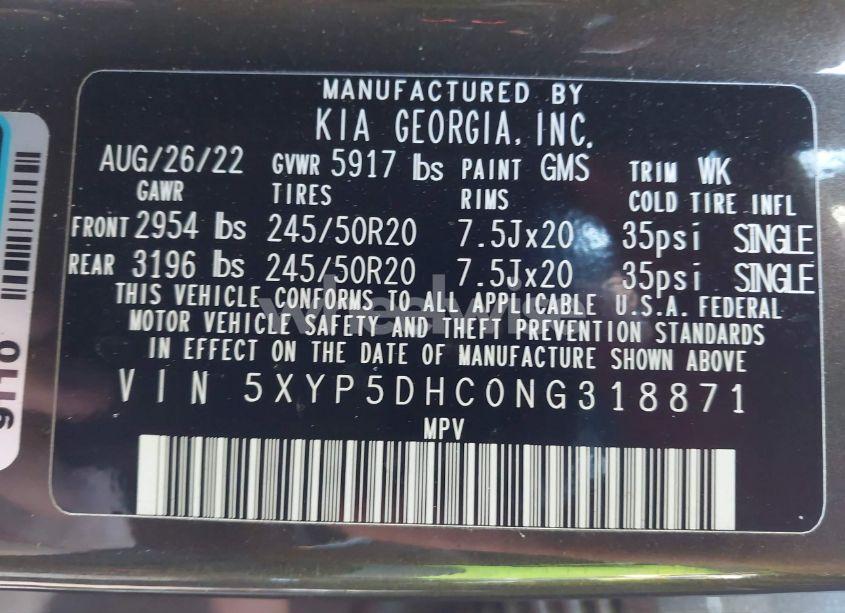 MANUFACTURED BY
KIA GEORGIA, INC.
AUG/26/22 GVWR 5917 lbs PAINT GMS TRIM WK
GAWR TIRES RIMS COLD TIRE INFL
FRONT 2954 lbs 245/50R20 7.5Jx20 35psi SINGLE
REAR 3196 lbs 245/50R20 7.5Jx20 35psi SINGLE
THIS VEHICLE CONFORMS TO ALL APPLICABLE U.S.A. FEDERAL
MOTOR VEHICLE SAFETY AND THEFT PREVENTION STANDARDS
IN EFFECT ON THE DATE OF MANUFACTURE SHOWN ABOVE
VIN 5XYP5DHC0NG318871
MPV